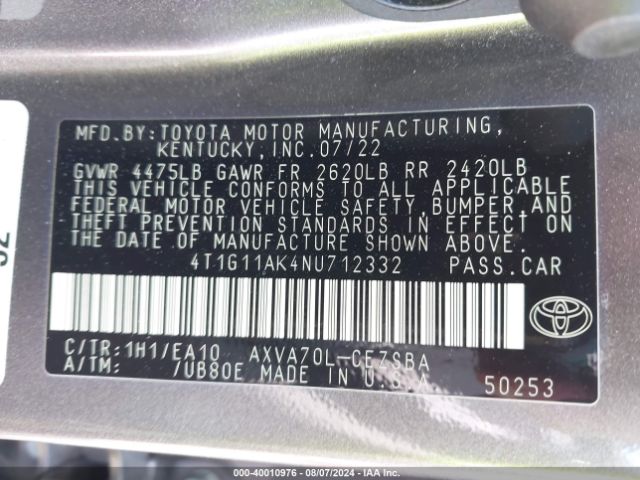 MFD.BY:TOYOTA MOTOR MANUFACTURING,
KENTUCKY,INC.07/22
GVWR 4475LB GAWR FR 2620LB RR 2420LB
THIS VEHICLE CONFORMS TO ALL APPLICABLE
FEDERAL MOTOR VEHICLE SAFETY,BUMPER,AND
THEFT PREVENTION STANDARDS IN EFFECT ON
THE DATE OF MANUFACTURE SHOWN ABOVE.
4T1G11AK4NU712332 PASS.CAR
C/TR:1H1/EA10 AXVA70L-CEZSBA
A/TM: /UB80E MADE IN U.S.A 50253
TOYOTA
000-40010976 - 08/07/2024 - IAA Inc.